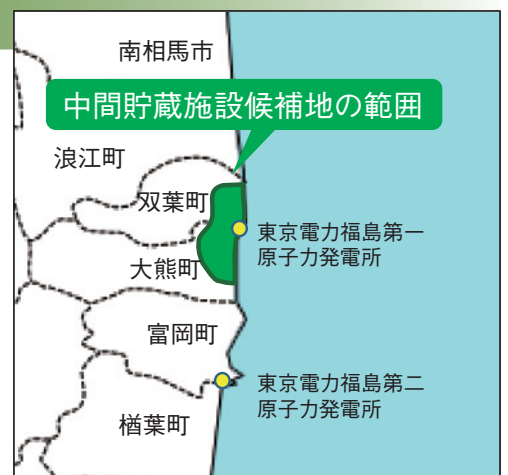 南相馬市
中間貯蔵施設候補地の範囲
浪江町
双葉町
東京電力福島第一
原子力発電所
大熊町
富岡町
東京電力福島第二
原子力発電所
楢葉町